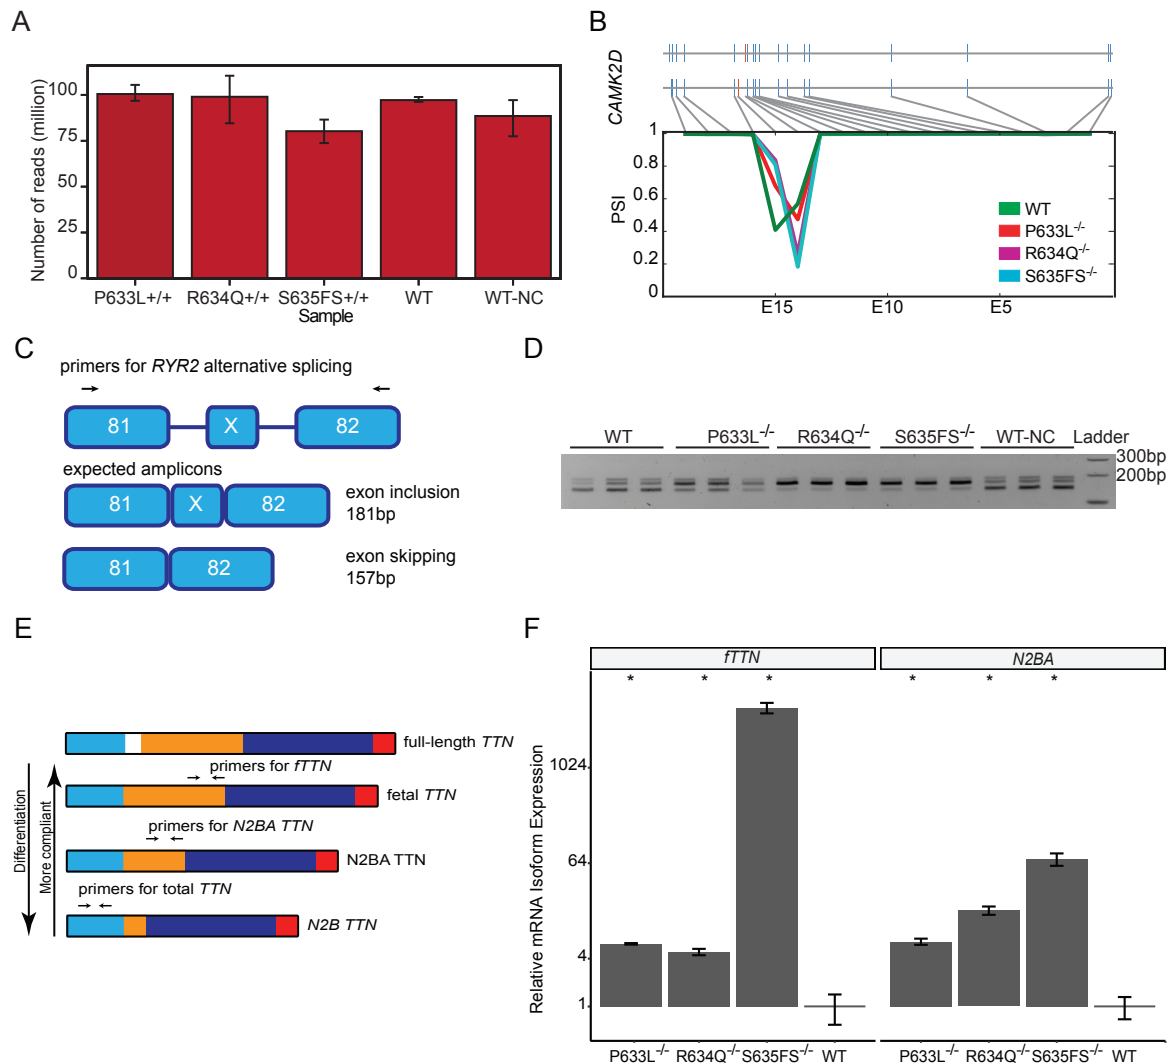 A
Number of reads (million)
100
75
50
25
0
P633L+/+ R634Q+/+ S635FS+/+ WT WT-NC
Sample
B
CAMK2D
PSI
1
0.8
0.6
0.4
0.2
0
E15 E10 E5
WT
P633L-/-
R634Q-/-
S635FS-/-
C
primers for RYR2 alternative splicing
81 X 82
expected amplicons
81 X 82
exon inclusion
181bp
81 82
exon skipping
157bp
D
WT P633L-/- R634Q-/- S635FS-/- WT-NC Ladder
300bp
200bp
E
Differentiation
More compliant
full-length TTN
primers for fTTN
fetal TTN
primers for N2BA TTN
N2BA TTN
primers for total TTN
N2B TTN
F
fTTN N2BA
* * * * * *
Relative mRNA Isoform Expression
1024
64
4
1
P633L-/- R634Q-/- S635FS-/- WT P633L-/- R634Q-/- S635FS-/- WT